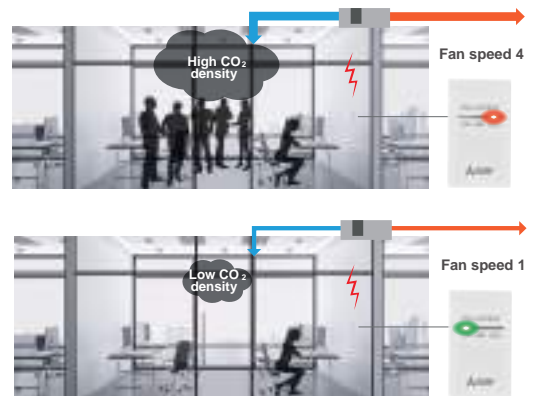 High CO₂
density
Fan speed 4
Low CO₂
density
Fan speed 1